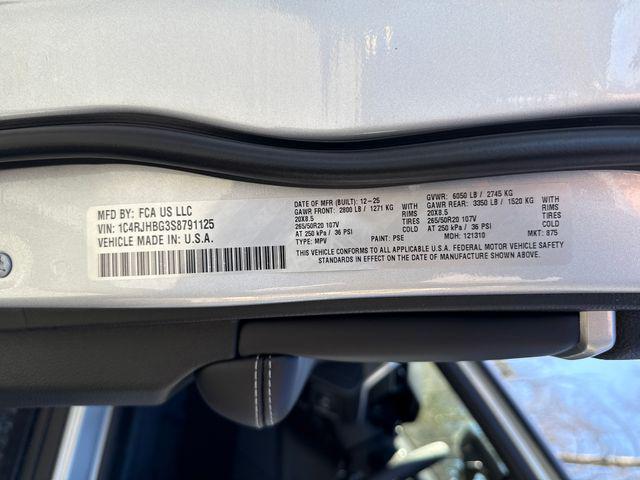 MFD BY: FCA US LLC
VIN: 1C4RJHBG3S8791125
VEHICLE MADE IN: U.S.A.
DATE OF MFR (BUILT): 12-25
GAWR FRONT: 2800 LB / 1271 KG WITH
20X8.5 RIMS
265/50R20 107V TIRES
AT 250 kPa / 36 PSI COLD
TYPE: MPV PAINT: PSE
GVWR: 6050 LB / 2745 KG
GAWR REAR: 3350 LB / 1520 KG WITH
20X8.5 RIMS
265/50R20 107V TIRES
AT 250 kPa / 36 PSI COLD
MDH: 121310 MKT: 875
THIS VEHICLE CONFORMS TO ALL APPLICABLE U.S.A. FEDERAL MOTOR VEHICLE SAFETY
STANDARDS IN EFFECT ON THE DATE OF MANUFACTURE SHOWN ABOVE.